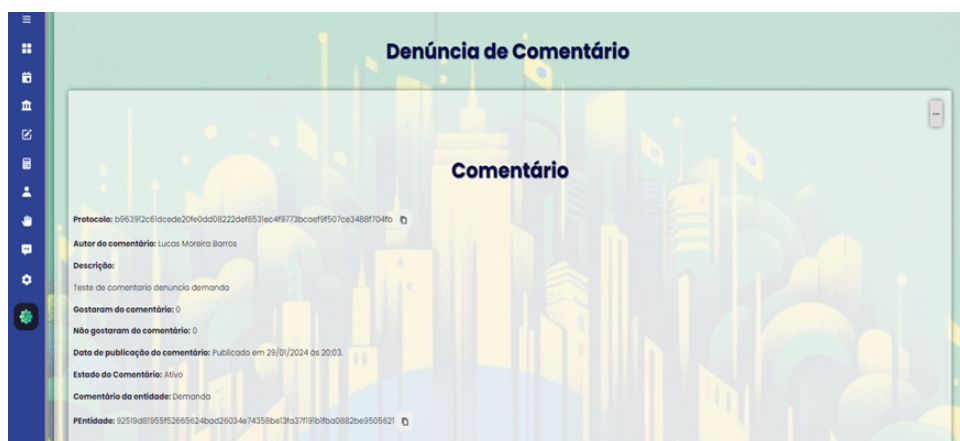 Denúncia de Comentário
...
Comentário
Protocolo: b963912c61dcede20fe0dd08222def8531ec4f9773bcaef9f507ce3488f704fb
Autor do comentário: Lucas Moreira Barros
Descrição:
Teste de comentario denuncia demanda
Gostaram do comentário: 0
Não gostaram do comentário: 0
Data de publicação do comentário: Publicado em 29/01/2024 às 20:03.
Estado do Comentário: Ativo
Comentário da entidade: Demanda
PEntidade: 92519d81955f52665624bad26034e74358be13fa37f191b1fba0882be9505621